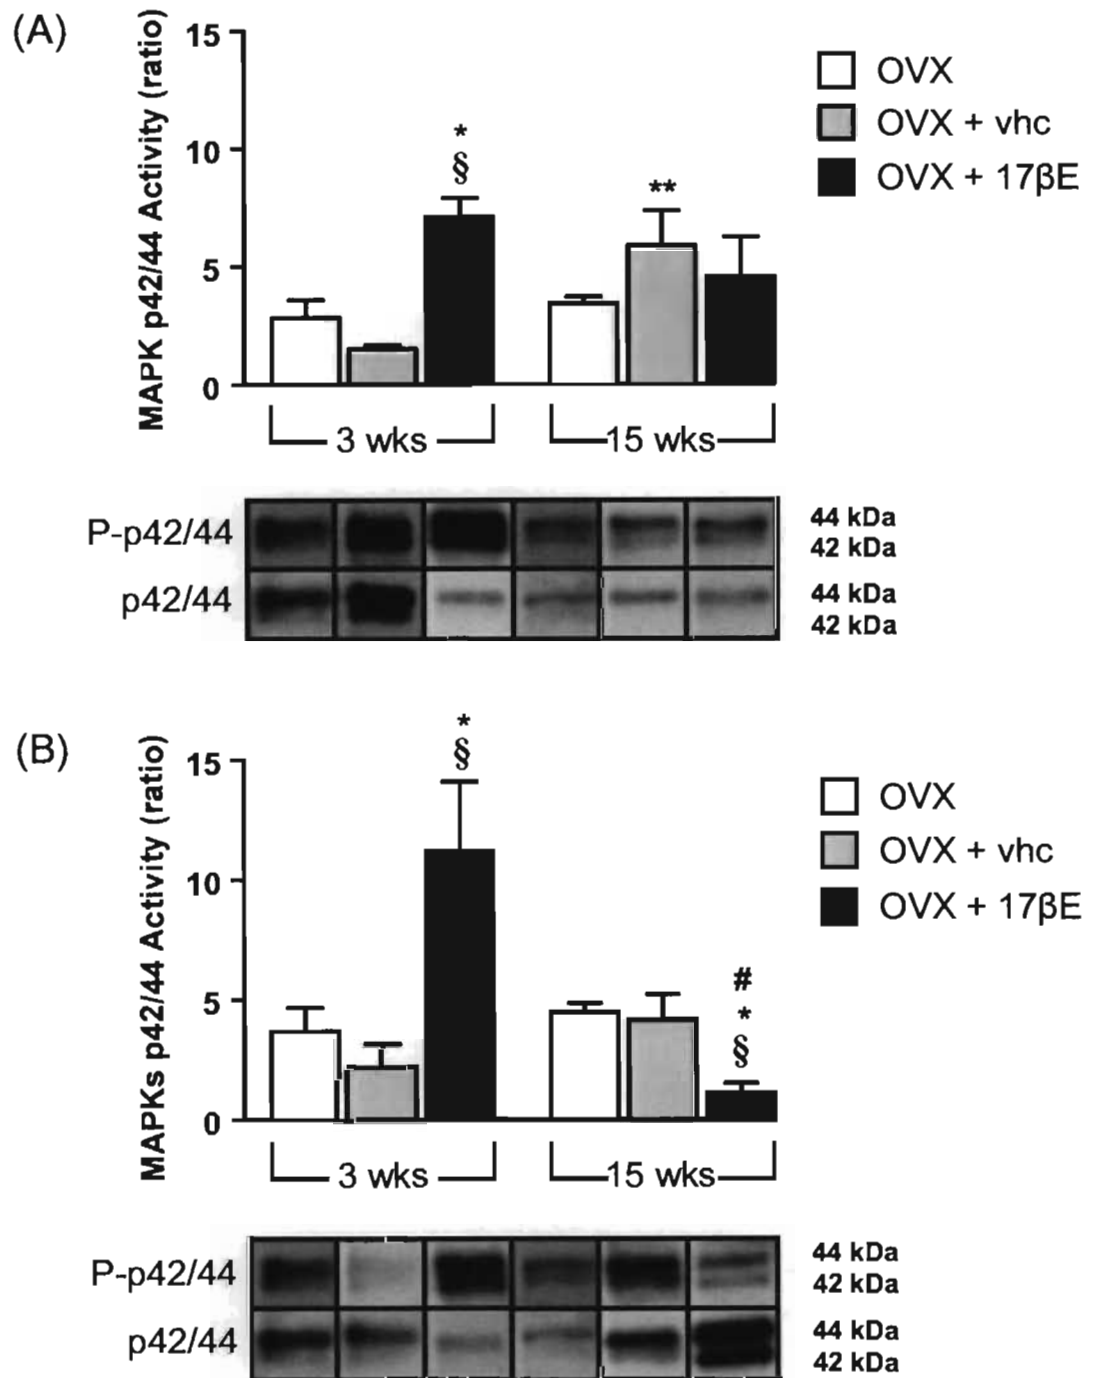 (A)
MAPK p42/44 Activity (ratio)
15
10
5
0
*
§
**
OVX
OVX + vhc
OVX + 17βE
3 wks
15 wks
P-p42/44
44 kDa
42 kDa
p42/44
44 kDa
42 kDa
(B)
MAPKs p42/44 Activity (ratio)
15
10
5
0
*
§
#
*
§
OVX
OVX + vhc
OVX + 17βE
3 wks
15 wks
P-p42/44
44 kDa
42 kDa
p42/44
44 kDa
42 kDa